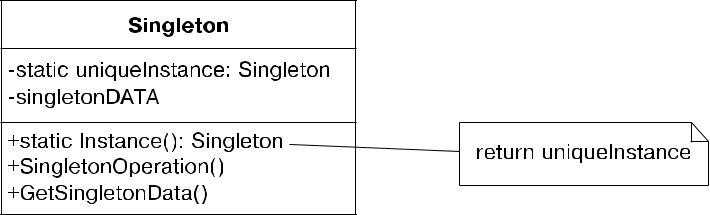 Singleton
-static uniqueInstance: Singleton
-singletonDATA
+static Instance(): Singleton
+SingletonOperation()
+GetSingletonData()
return uniqueInstance